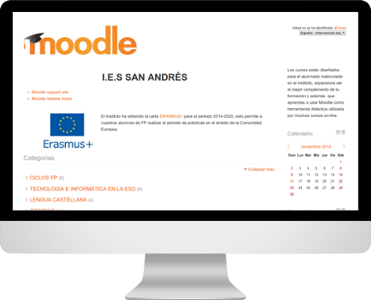 Usted no se ha identificado. (Entrar)
Español - Internacional (es)
moodle
I.E.S SAN ANDRÉS
Moodle support site
Moodle release notes
Erasmus+
El Instituto ha obtenido la carta ERASMUS+ para el periodo 2014-2020, esto permite a
nuestros alumnos de FP realizar el periodo de prácticas en el ámbito de la Comunidad
Europea.
Categorías
Colapsar todo
CICLOS FP
TECNOLOGÍA E INFORMÁTICA EN LA ESO
LENGUA CASTELLANA
Los cursos están diseñados
para el alumnado matriculado
en el instituto, esperamos ser
el mejor complemento de tu
formación y además que
aprendas a usar Moodle como
herramienta didáctica utilizada
por muchos cursos on-line.
Calendario
noviembre 2014
Dom Lun Mar Mié Jue Vie Sáb
1
2 3 4 5 6 7 8
9 10 11 12 13 14 15
16 17 18 19 20 21 22
23 24 25 26 27 28 29
30